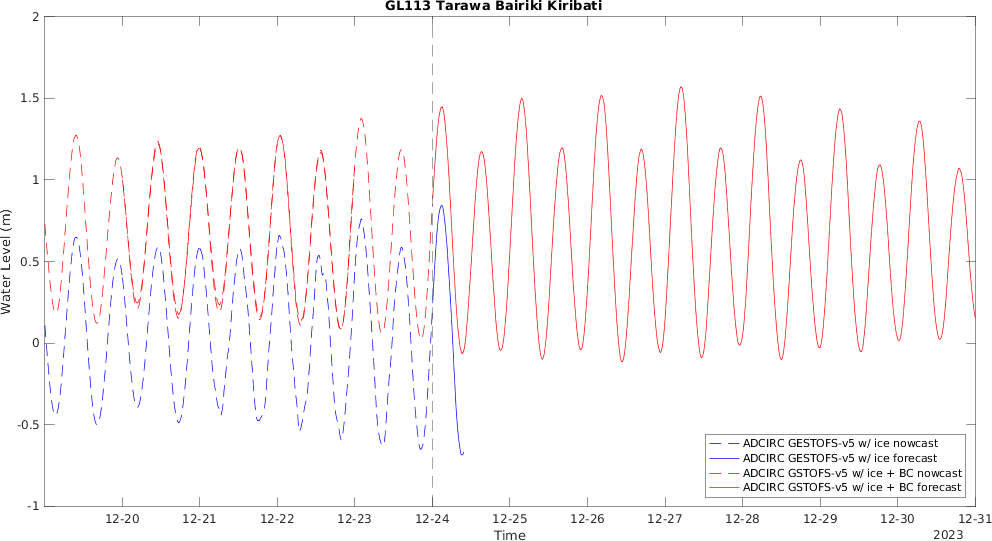 GL113 Tarawa Bairiki Kiribati
2
1.5
1
0.5
0
-0.5
-1
Water Level (m)
ADCIRC GESTOFS-v5 w/ ice nowcast
ADCIRC GESTOFS-v5 w/ ice forecast
ADCIRC GSTOFS-v5 w/ ice + BC nowcast
ADCIRC GSTOFS-v5 w/ ice + BC forecast
12-20 12-21 12-22 12-23 12-24 12-25 12-26 12-27 12-28 12-29 12-30 12-31
Time
2023